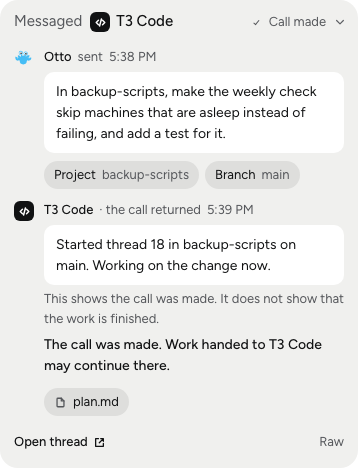 Messaged T3 Code Call made
Otto sent 5:38 PM
In backup-scripts, make the weekly check
skip machines that are asleep instead of
failing, and add a test for it.
Project backup-scripts Branch main
T3 Code · the call returned 5:39 PM
Started thread 18 in backup-scripts on
main. Working on the change now.
This shows the call was made. It does not show that
the work is finished.
The call was made. Work handed to T3 Code
may continue there.
plan.md
Open thread Raw